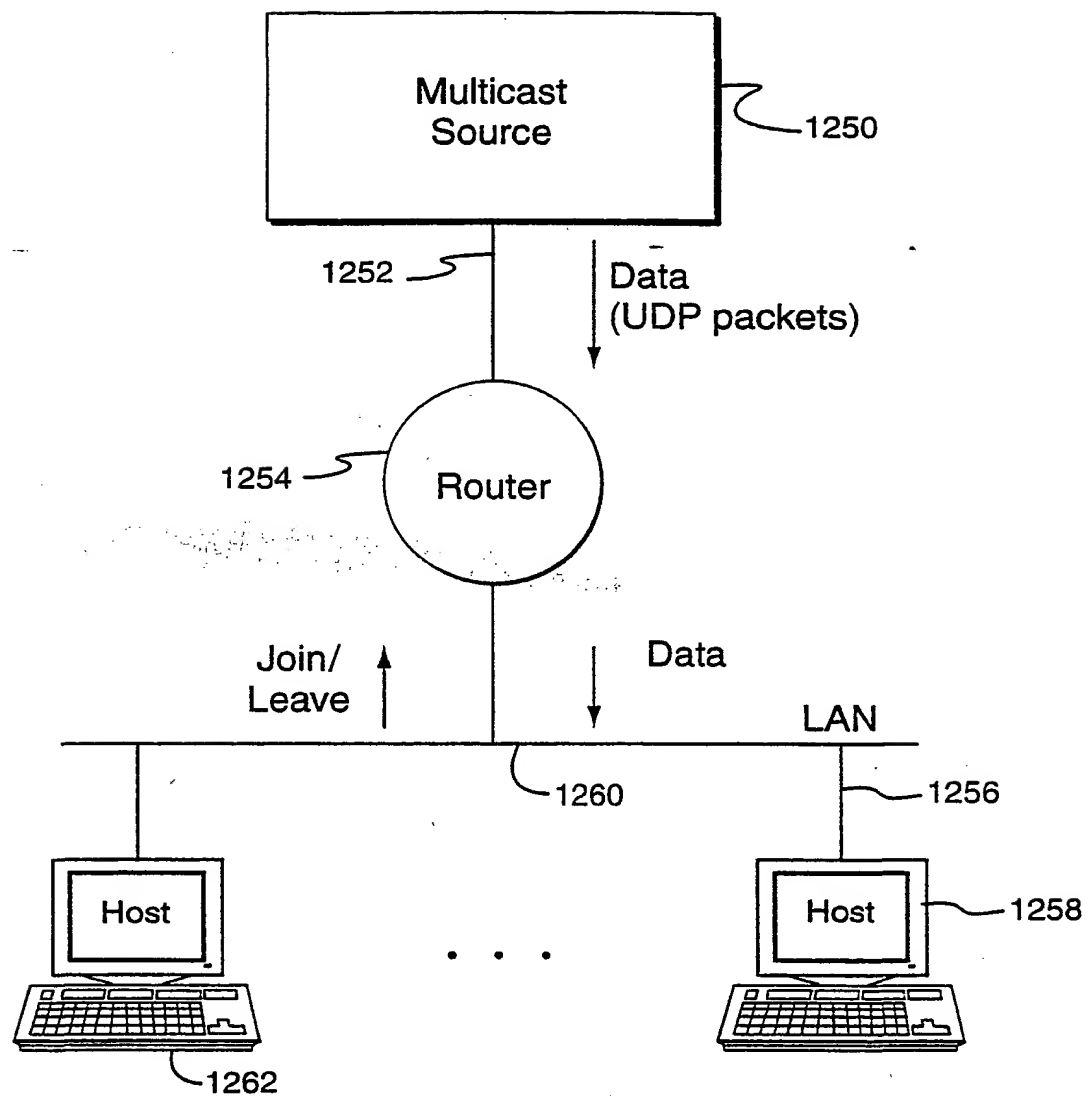 Multicast
Source
1250
1252
Data
(UDP packets)
1254
Router
Join/
Leave
Data
LAN
1260
1256
Host
Host
1258
1262